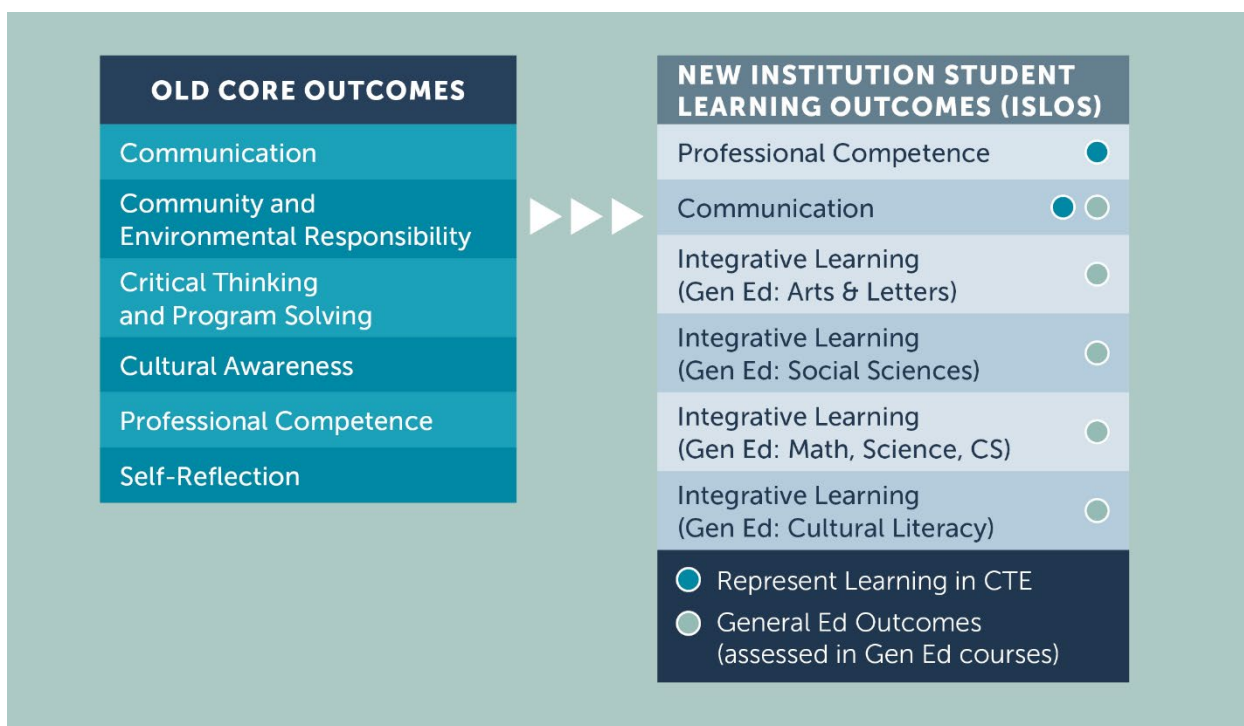 OLD CORE OUTCOMES
Communication
Community and
Environmental Responsibility
Critical Thinking
and Program Solving
Cultural Awareness
Professional Competence
Self-Reflection
NEW INSTITUTION STUDENT
LEARNING OUTCOMES (ISLOS)
Professional Competence
Communication
Integrative Learning
(Gen Ed: Arts & Letters)
Integrative Learning
(Gen Ed: Social Sciences)
Integrative Learning
(Gen Ed: Math, Science, CS)
Integrative Learning
(Gen Ed: Cultural Literacy)
Represent Learning in CTE
General Ed Outcomes
(assessed in Gen Ed courses)